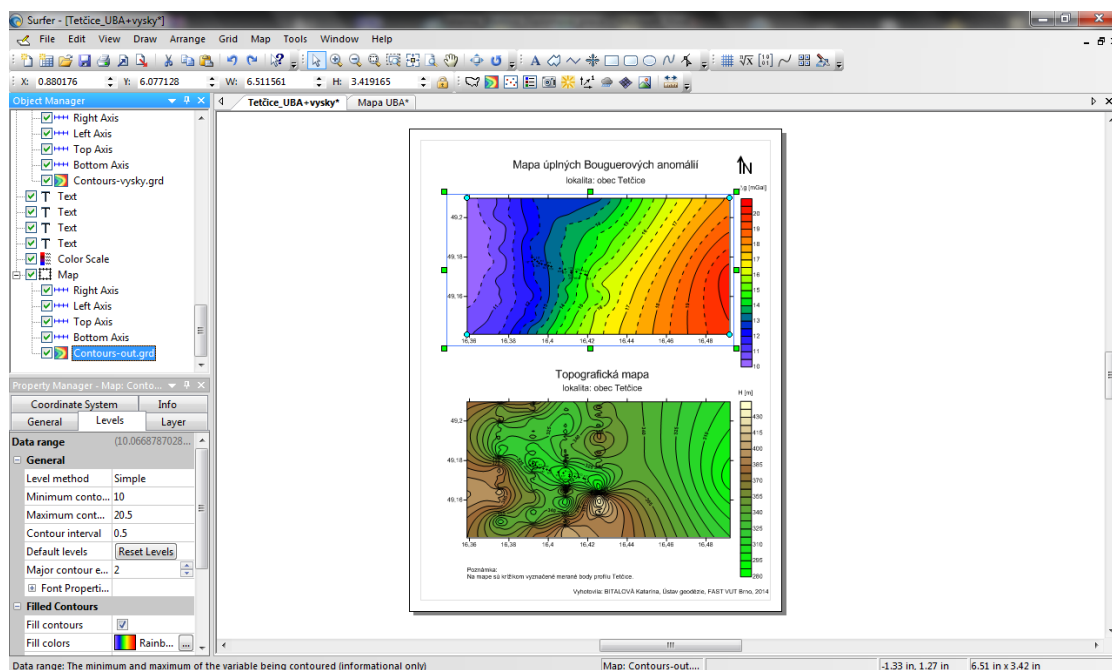 Surfer - [Tetčice_UBA+vysky*]
File Edit View Draw Arrange Grid Map Tools Window Help
X: 0.880176 Y: 6.077128 W: 6.511561 H: 3.419165
Object Manager
Tetčice_UBA+vysky* Mapa UBA*
Right Axis
Left Axis
Top Axis
Bottom Axis
Contours-vysky.grd
Text
Text
Text
Text
Color Scale
Map
Right Axis
Left Axis
Top Axis
Bottom Axis
Contours-out.grd
Property Manager - Map: Conto...
Coordinate System Info
General Levels Layer
Data range (10.0668787028...
General
Level method Simple
Minimum conto... 10
Maximum cont... 20.5
Contour interval 0.5
Default levels Reset Levels
Major contour e... 2
Font Properti...
Filled Contours
Fill contours
Fill colors Rainb... ...
Mapa úplných Bouguerových anomálií
lokalita: obec Tetčice
N
49,2
49,18
49,16
16,36 16,38 16,4 16,42 16,44 16,46 16,48
20
19
18
17
16
15
14
13
12
11
10
Topografická mapa
lokalita: obec Tetčice
H [m]
49,2
49,18
49,16
16,36 16,38 16,4 16,42 16,44 16,46 16,48
430
415
400
385
370
355
340
325
310
295
280
Poznámka:
Na mape sú krížikom vyznačené merané body profilu Tetčice.
Vyhotovila: BITALOVÁ Katarína, Ústav geodézie, FAST VUT Brno, 2014
Data range: The minimum and maximum of the variable being contoured (informational only) Map: Contours-out.... -1.33 in, 1.27 in 6.51 in x 3.42 in